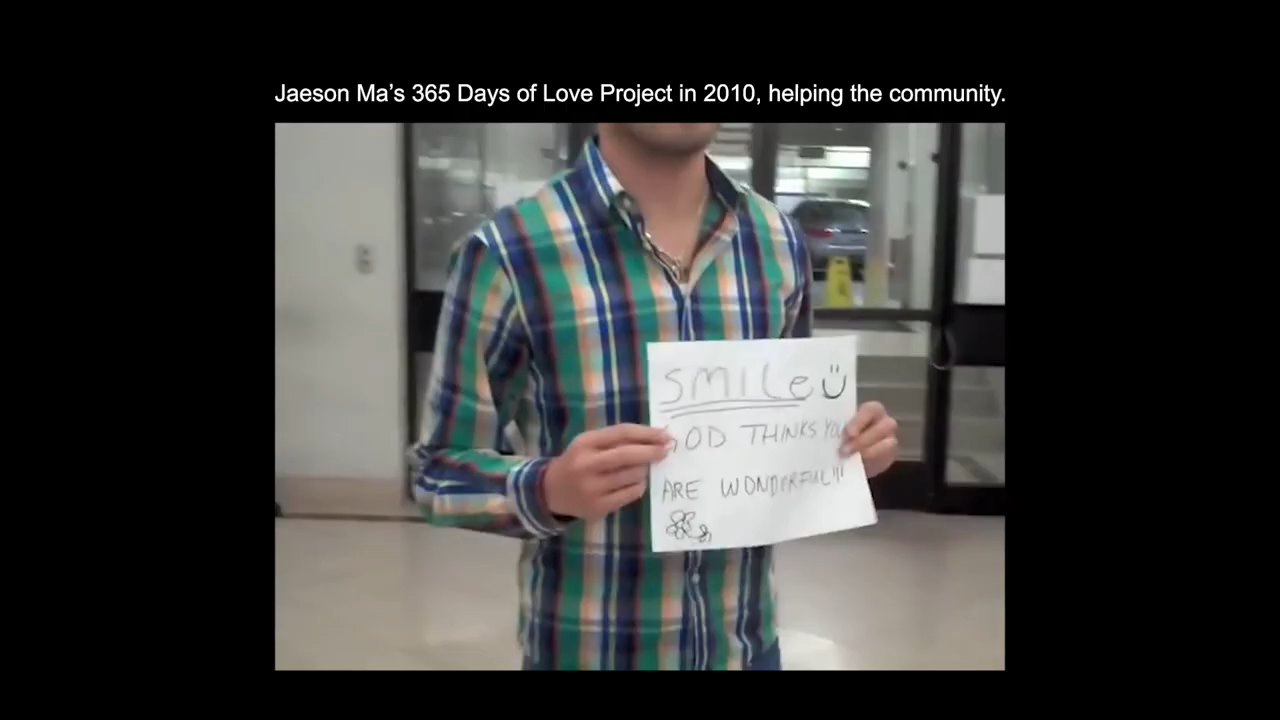 Jaeson Ma’s 365 Days of Love Project in 2010, helping the community.
SMILe
GOD THINKS YOU
ARE WONDERFUL!!!